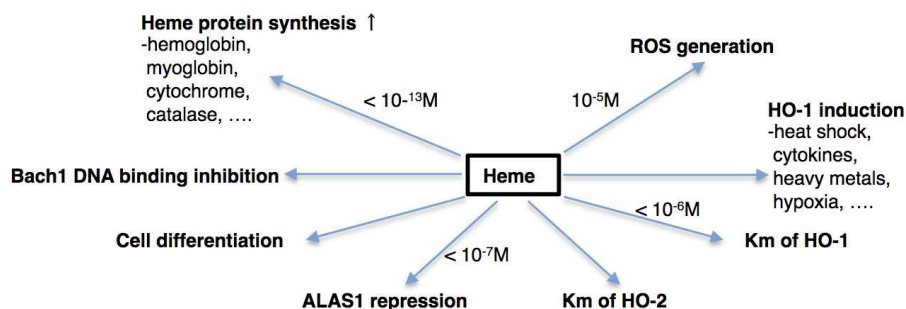 Heme protein synthesis ↑
-hemoglobin,
myoglobin,
cytochrome,
catalase, ....
< 10-¹³M
10⁻⁵M
ROS generation
HO-1 induction
-heat shock,
cytokines,
heavy metals,
hypoxia, ....
Bach1 DNA binding inhibition
Heme
< 10⁻⁶M
Cell differentiation
Km of HO-1
< 10⁻⁷M
ALAS1 repression
Km of HO-2